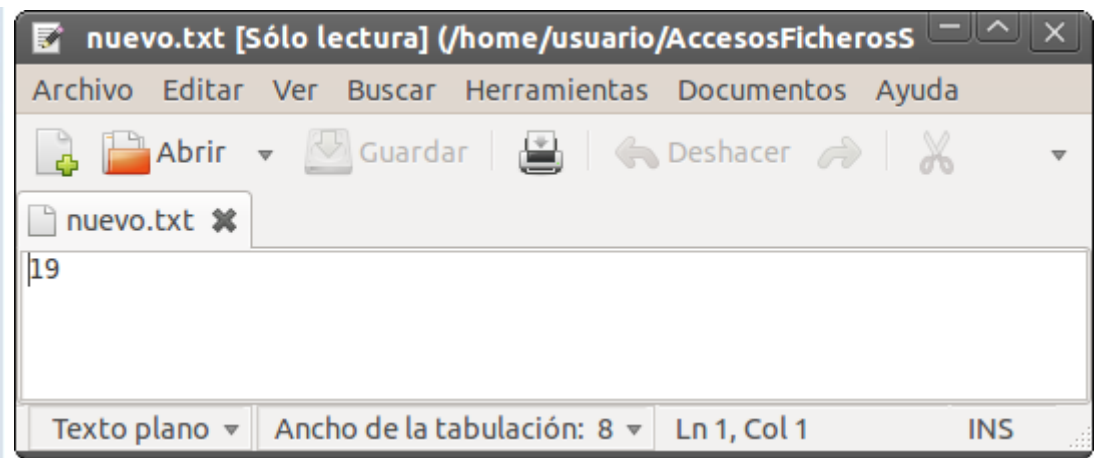 nuevo.txt [Sólo lectura] (/home/usuario/AccesosFicherosS
Archivo Editar Ver Buscar Herramientas Documentos Ayuda
Abrir Guardar Deshacer
nuevo.txt
19
Texto plano Ancho de la tabulación: 8 Ln 1, Col 1 INS